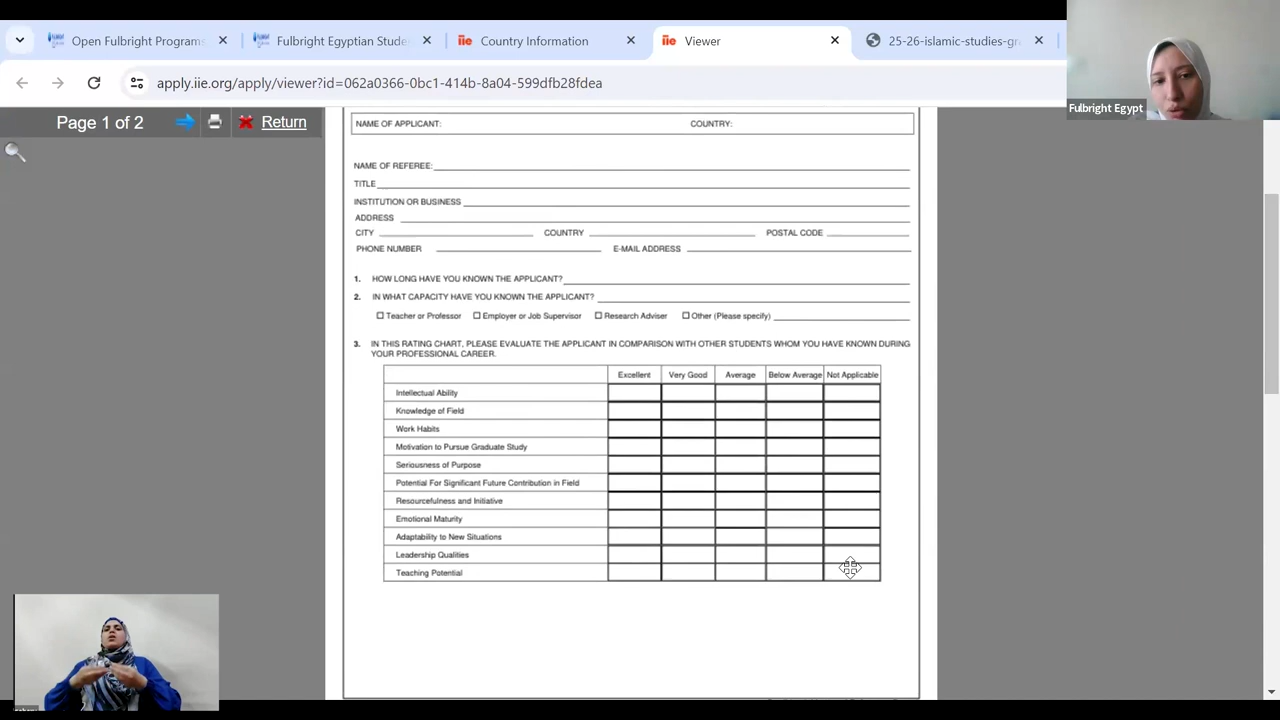 Open Fulbright Programs
Fulbright Egyptian Stude
iie Country Information
iie Viewer
25-26-islamic-studies-gr
apply.iie.org/apply/viewer?id=062a0366-0bc1-414b-8a04-599dfb28fdea
Fulbright Egypt
Page 1 of 2
Return
NAME OF APPLICANT: COUNTRY:
NAME OF REFEREE:
TITLE
INSTITUTION OR BUSINESS
ADDRESS
CITY COUNTRY POSTAL CODE
PHONE NUMBER E-MAIL ADDRESS
1. HOW LONG HAVE YOU KNOWN THE APPLICANT?
2. IN WHAT CAPACITY HAVE YOU KNOWN THE APPLICANT?
Teacher or Professor Employer or Job Supervisor Research Adviser Other (Please specify)
3. IN THIS RATING CHART, PLEASE EVALUATE THE APPLICANT IN COMPARISON WITH OTHER STUDENTS WHOM YOU HAVE KNOWN DURING
YOUR PROFESSIONAL CAREER.
Excellent Very Good Average Below Average Not Applicable
Intellectual Ability
Knowledge of Field
Work Habits
Motivation to Pursue Graduate Study
Seriousness of Purpose
Potential For Significant Future Contribution in Field
Resourcefulness and Initiative
Emotional Maturity
Adaptability to New Situations
Leadership Qualities
Teaching Potential